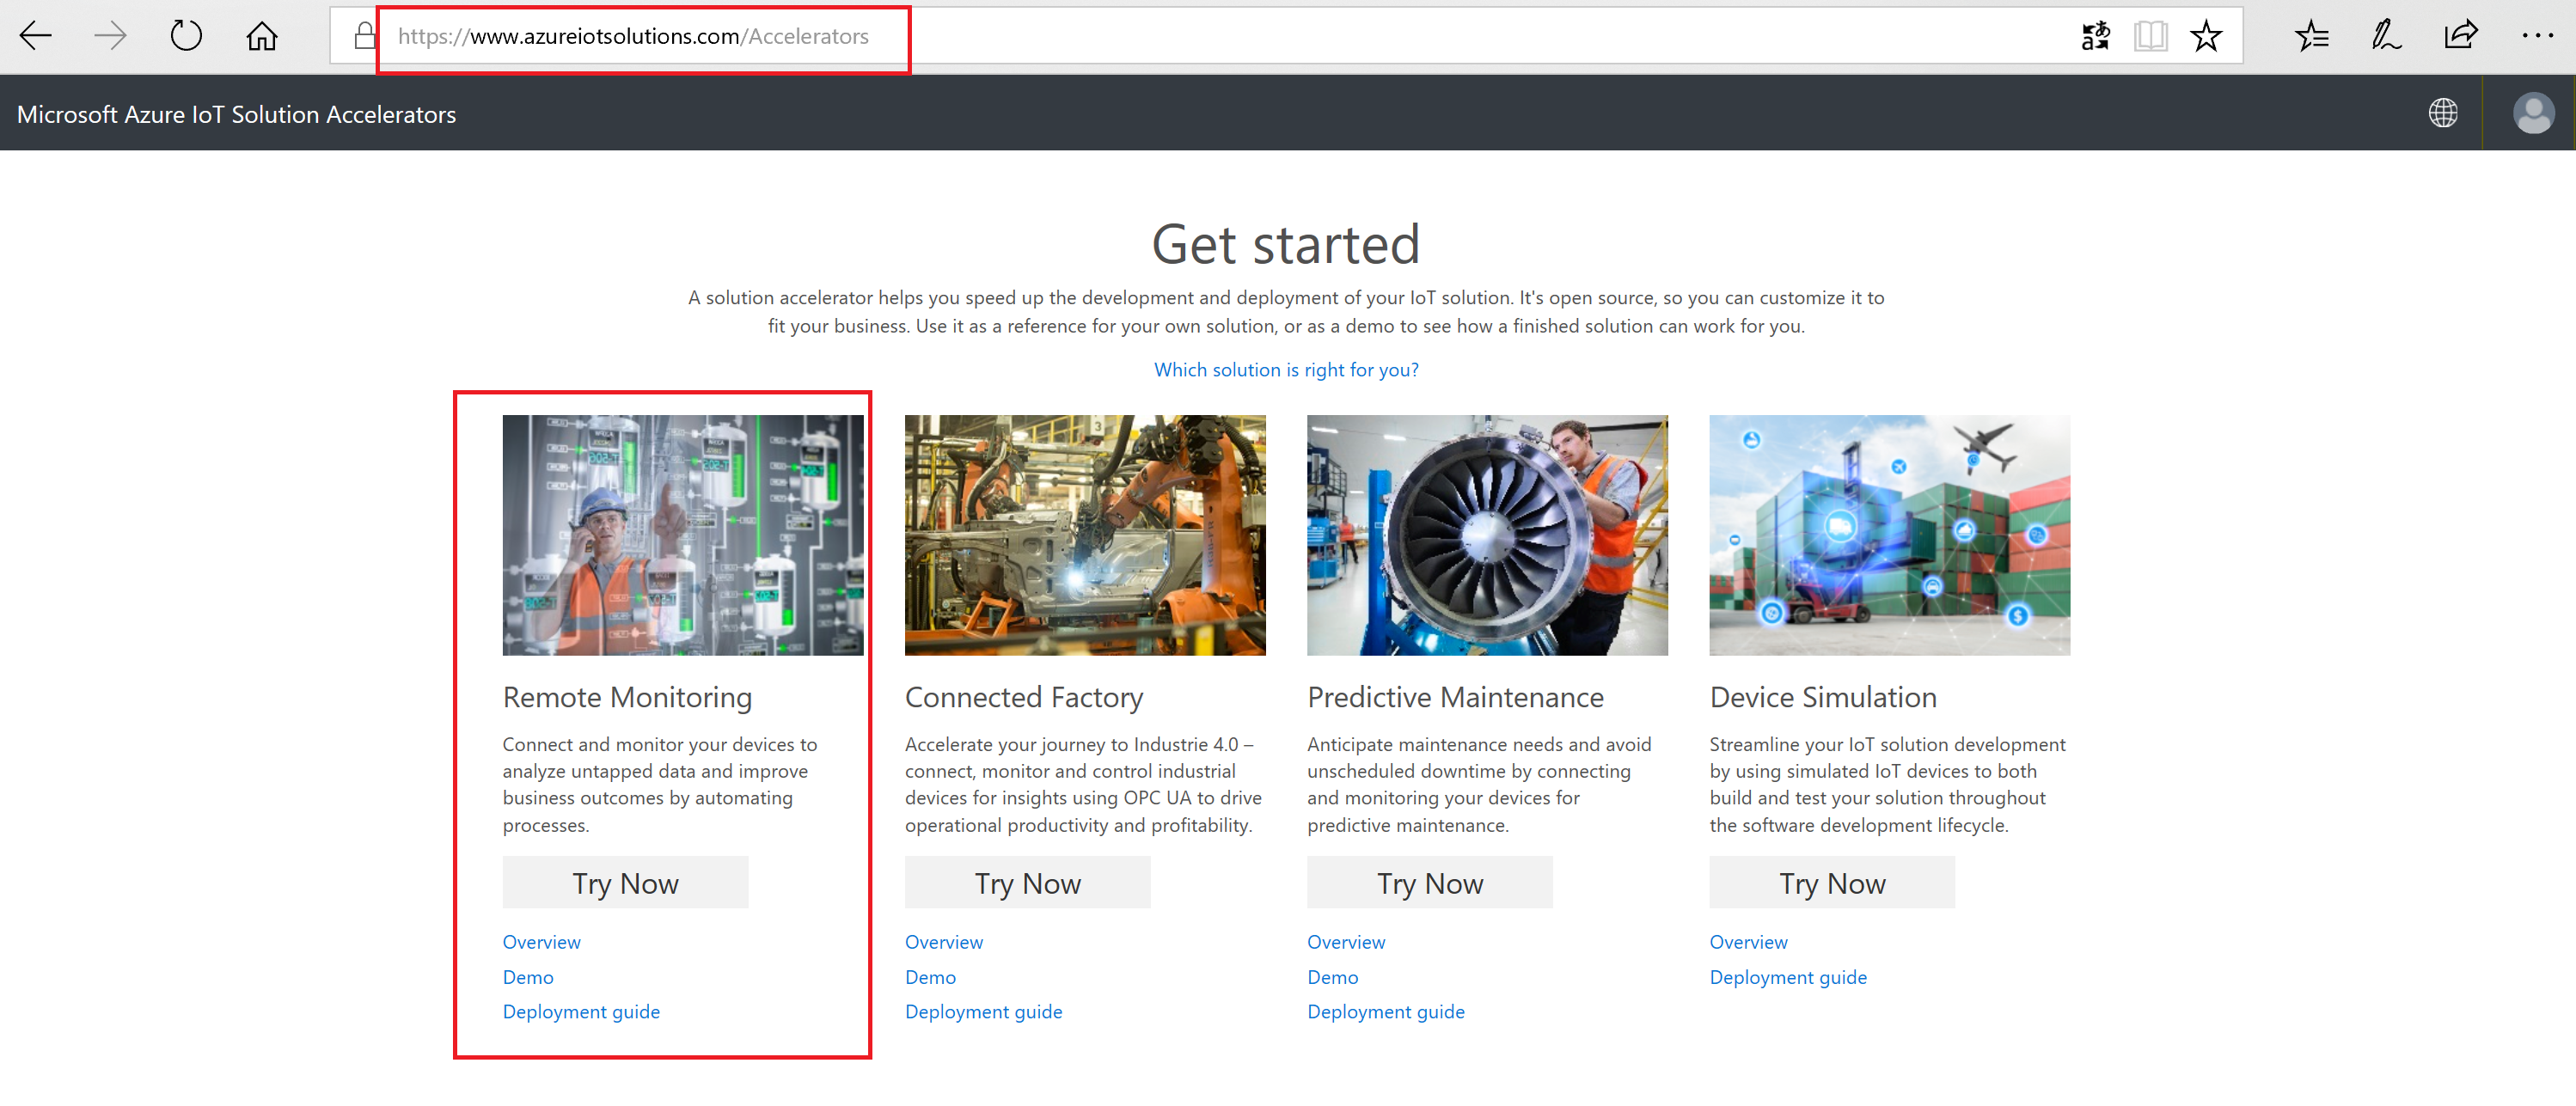 https://www.azureiotsolutions.com/Accelerators
Microsoft Azure IoT Solution Accelerators
Get started
A solution accelerator helps you speed up the development and deployment of your IoT solution. It's open source, so you can customize it to
fit your business. Use it as a reference for your own solution, or as a demo to see how a finished solution can work for you.
Which solution is right for you?
3
Remote Monitoring
Connect and monitor your devices to
analyze untapped data and improve
business outcomes by automating
processes.
Try Now
Overview
Demo
Deployment guide
Connected Factory
Accelerate your journey to Industrie 4.0 –
connect, monitor and control industrial
devices for insights using OPC UA to drive
operational productivity and profitability.
Try Now
Overview
Demo
Deployment guide
Predictive Maintenance
Anticipate maintenance needs and avoid
unscheduled downtime by connecting
and monitoring your devices for
predictive maintenance.
Try Now
Overview
Demo
Deployment guide
Device Simulation
Streamline your IoT solution development
by using simulated IoT devices to both
build and test your solution throughout
the software development lifecycle.
Try Now
Overview
Deployment guide